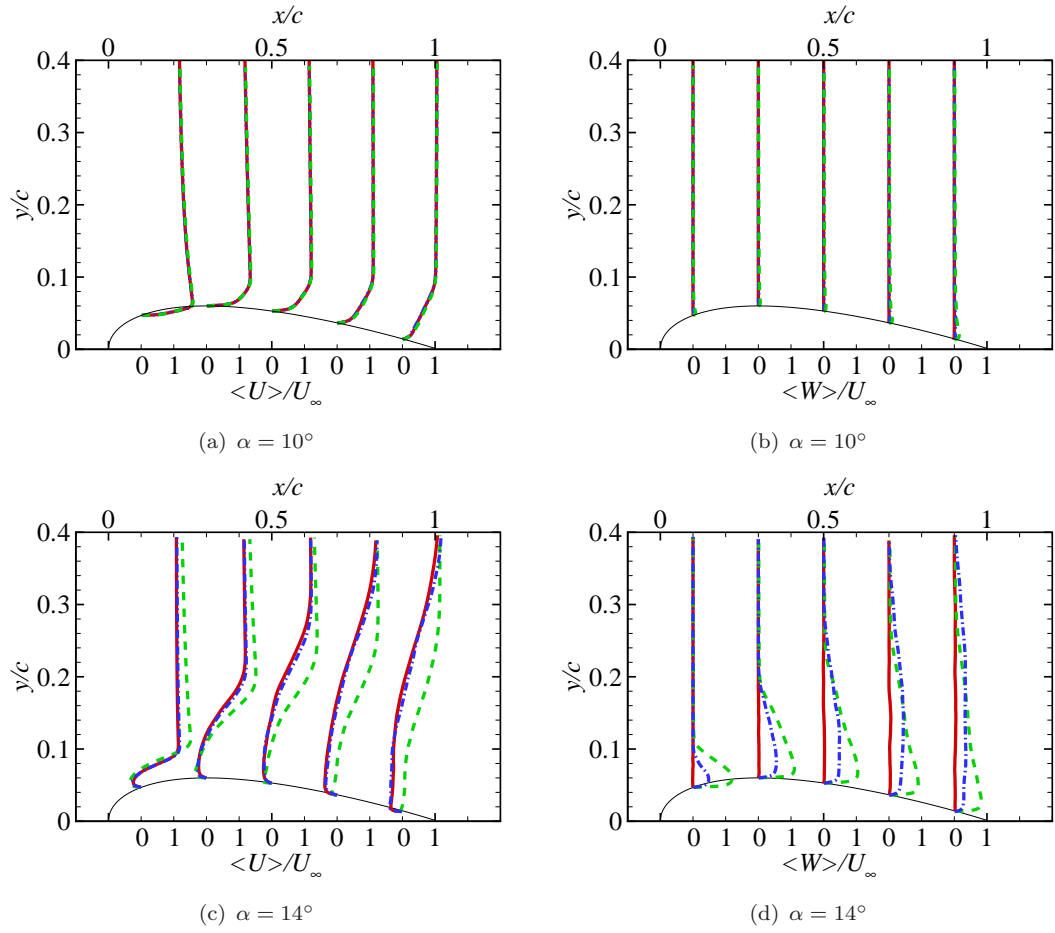 x/c
x/c
0 0.5 1
0 0.5 1
0.4
0.3
0.2
0.1
0
y/c
0.4
0.3
0.2
0.1
0
y/c
0 1 0 1 0 1 0 1 0 1
0 1 0 1 0 1 0 1 0 1
<U>/U∞
<W>/U∞
(a) α = 10°
(b) α = 10°
x/c
x/c
0 0.5 1
0 0.5 1
0.4
0.3
0.2
0.1
0
y/c
0.4
0.3
0.2
0.1
0
y/c
0 1 0 1 0 1 0 1 0 1
0 1 0 1 0 1 0 1 0 1
<U>/U∞
<W>/U∞
(c) α = 14°
(d) α = 14°